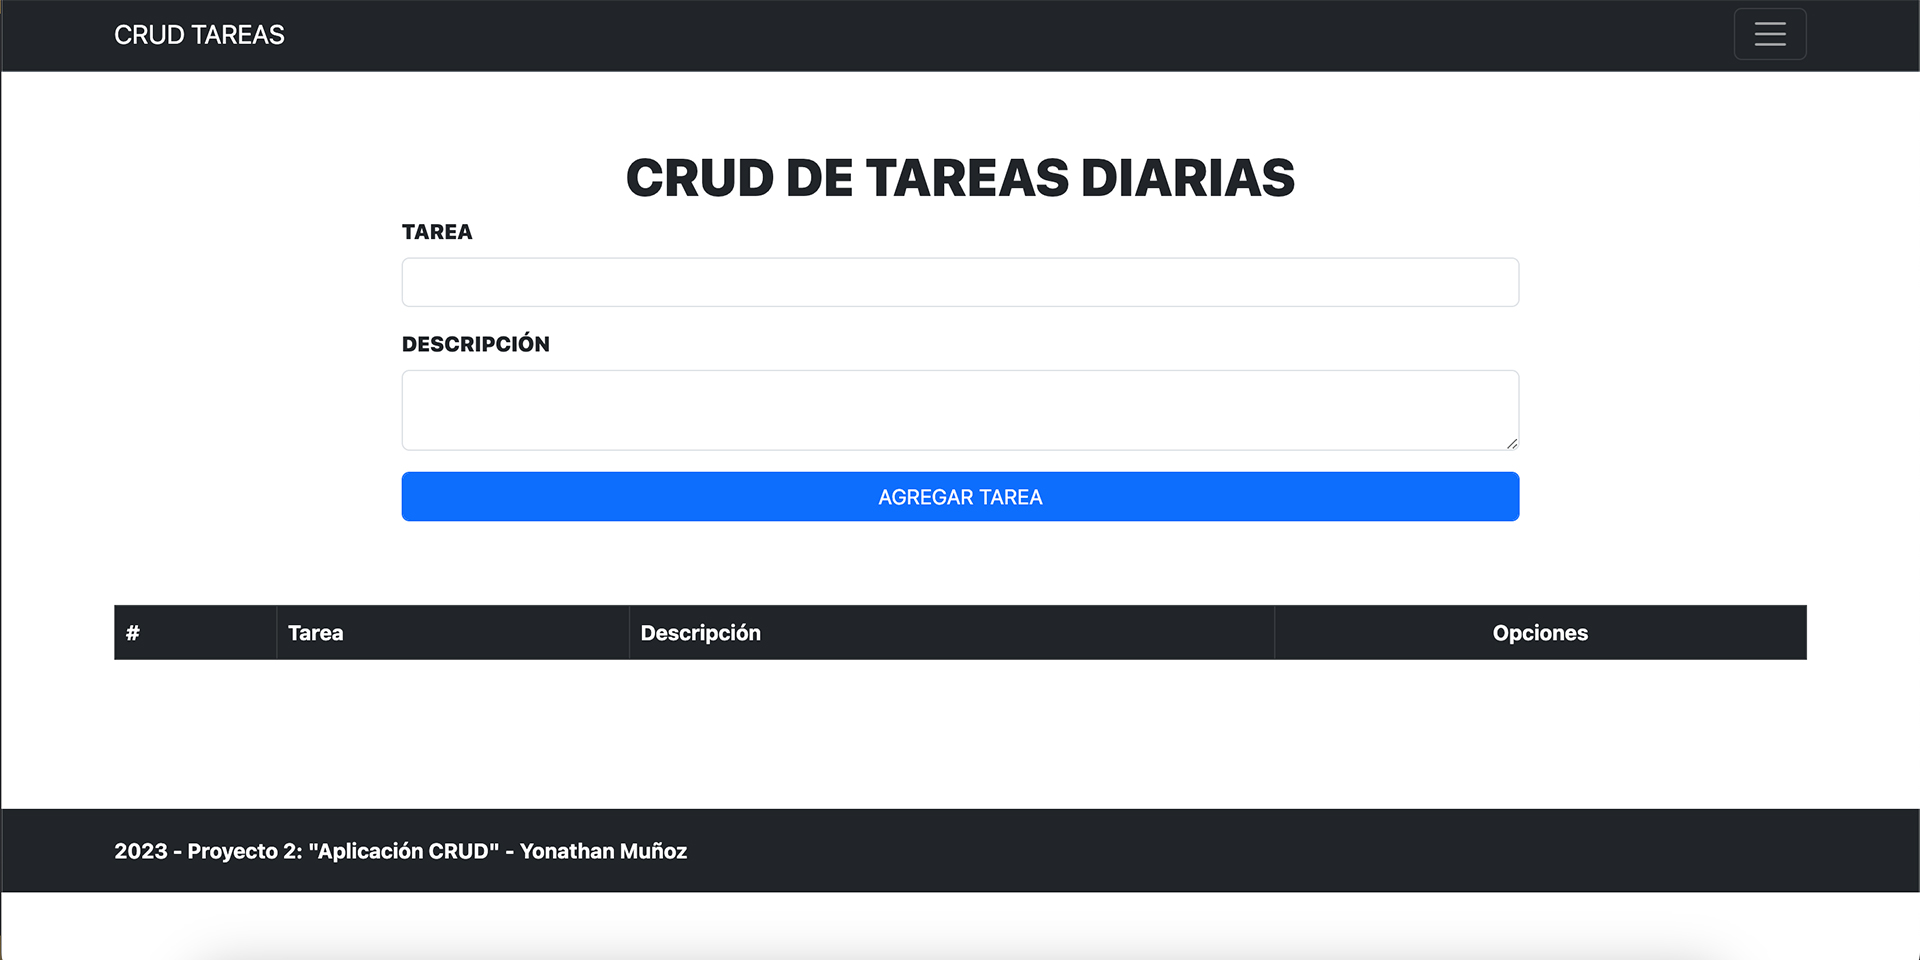 CRUD TAREAS
CRUD DE TAREAS DIARIAS
TAREA
DESCRIPCIÓN
AGREGAR TAREA
# Tarea Descripción Opciones
2023 - Proyecto 2: "Aplicación CRUD" - Yonathan Muñoz